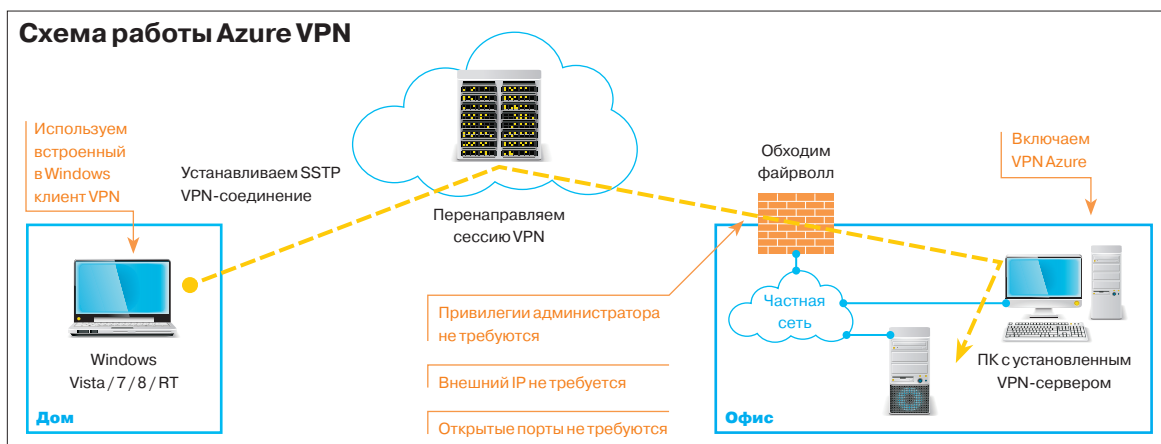 Схема работы Azure VPN
Используем
встроенный
в Windows
клиент VPN
Устанавливаем SSTP
VPN-соединение
Перенаправляем
сессию VPN
Обходим
файрволл
Включаем
VPN Azure
Windows
Vista / 7 / 8 / RT
Дом
Привилегии администратора
не требуются
Внешний IP не требуется
Открытые порты не требуются
Частная
сеть
ПК с установленным
VPN-сервером
Офис